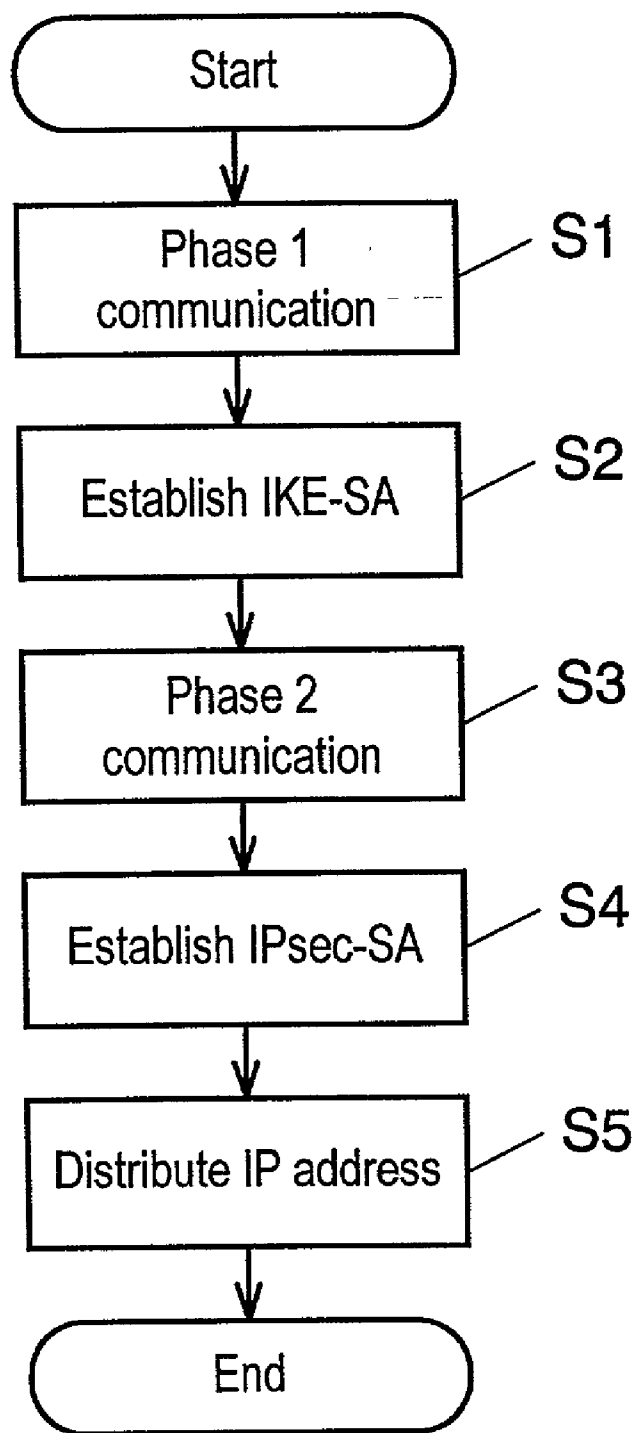 Start
Phase 1
communication
S1
Establish IKE-SA
S2
Phase 2
communication
S3
Establish IPsec-SA
S4
Distribute IP address
S5
End